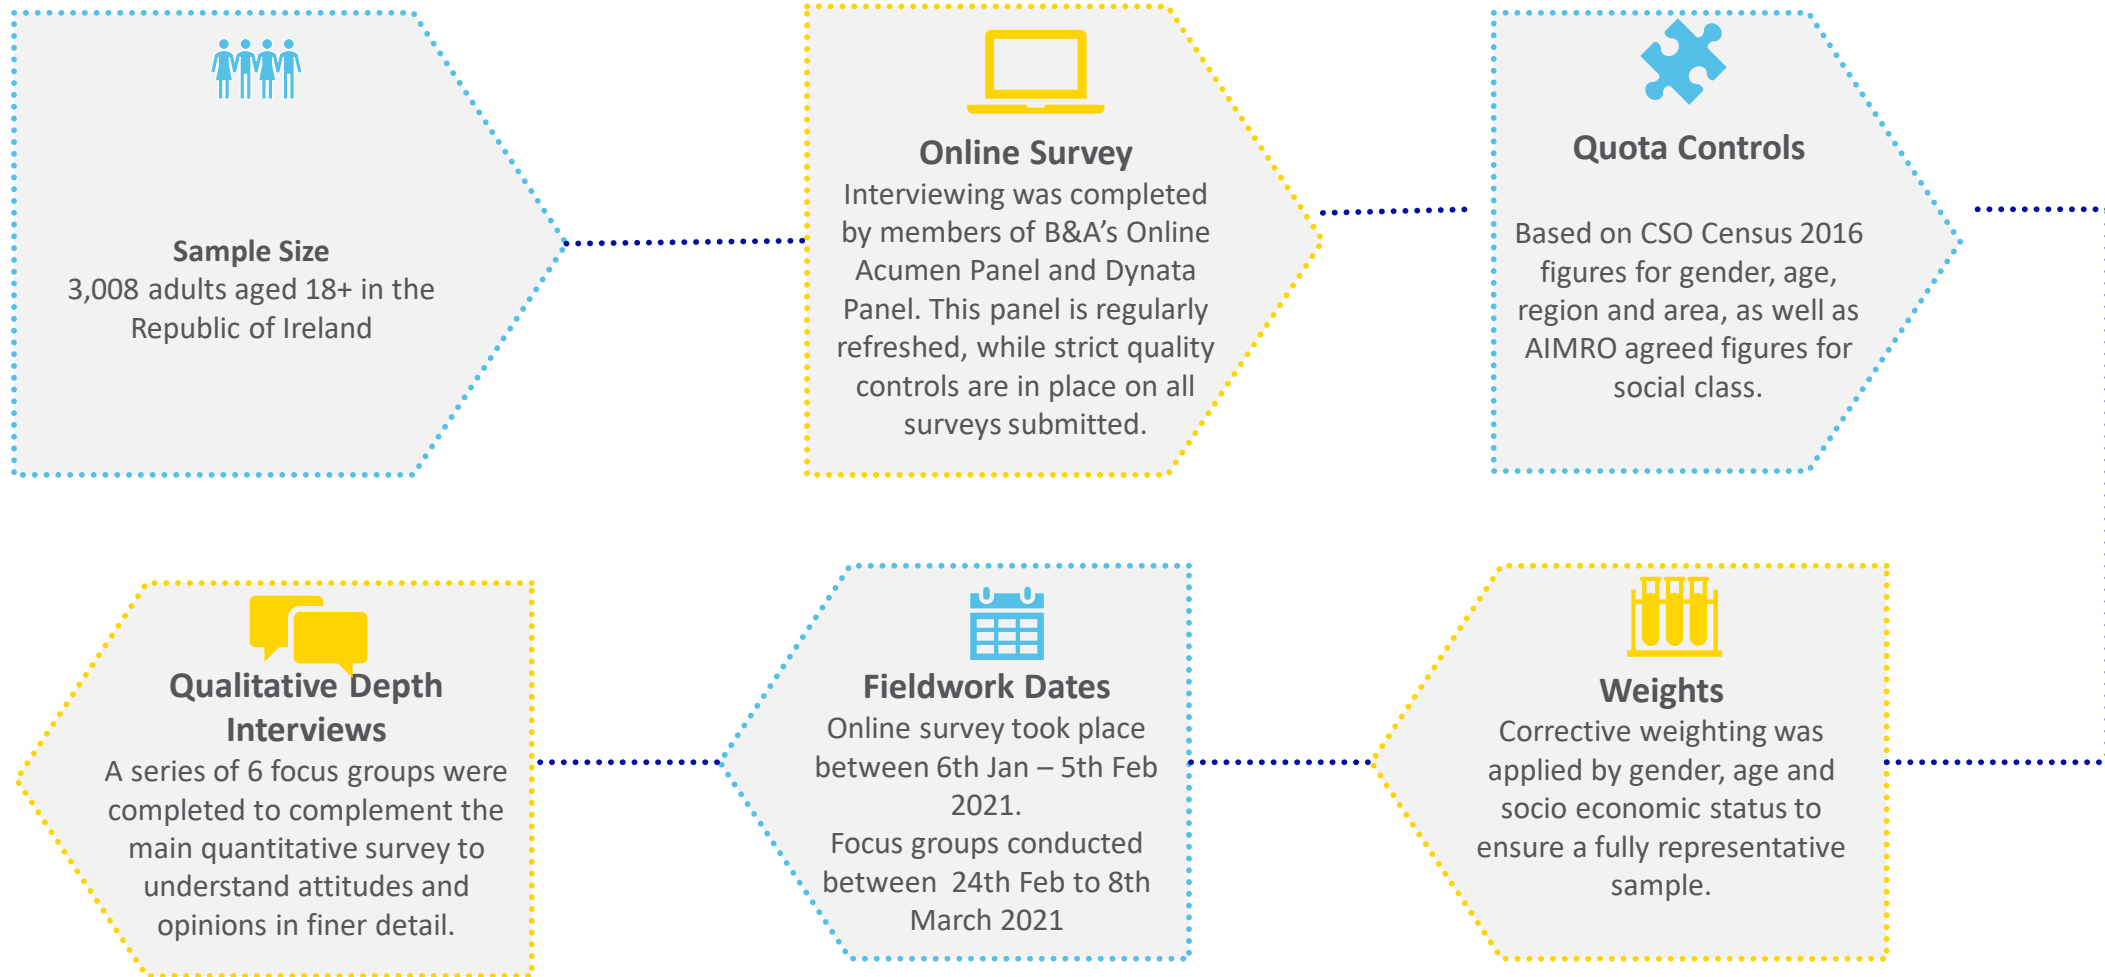 Sample Size
3,008 adults aged 18+ in the
Republic of Ireland
Online Survey
Interviewing was completed
by members of B&A's Online
Acumen Panel and Dynata
Panel. This panel is regularly
refreshed, while strict quality
controls are in place on all
surveys submitted.
Quota Controls
Based on CSO Census 2016
figures for gender, age,
region and area, as well as
AIMRO agreed figures for
social class.
Weights
Corrective weighting was
applied by gender, age and
socio economic status to
ensure a fully representative
sample.
Fieldwork Dates
Online survey took place
between 6th Jan – 5th Feb
2021.
Focus groups conducted
between  24th Feb to 8th
March 2021
Qualitative Depth
Interviews
A series of 6 focus groups were
completed to complement the
main quantitative survey to
understand attitudes and
opinions in finer detail.